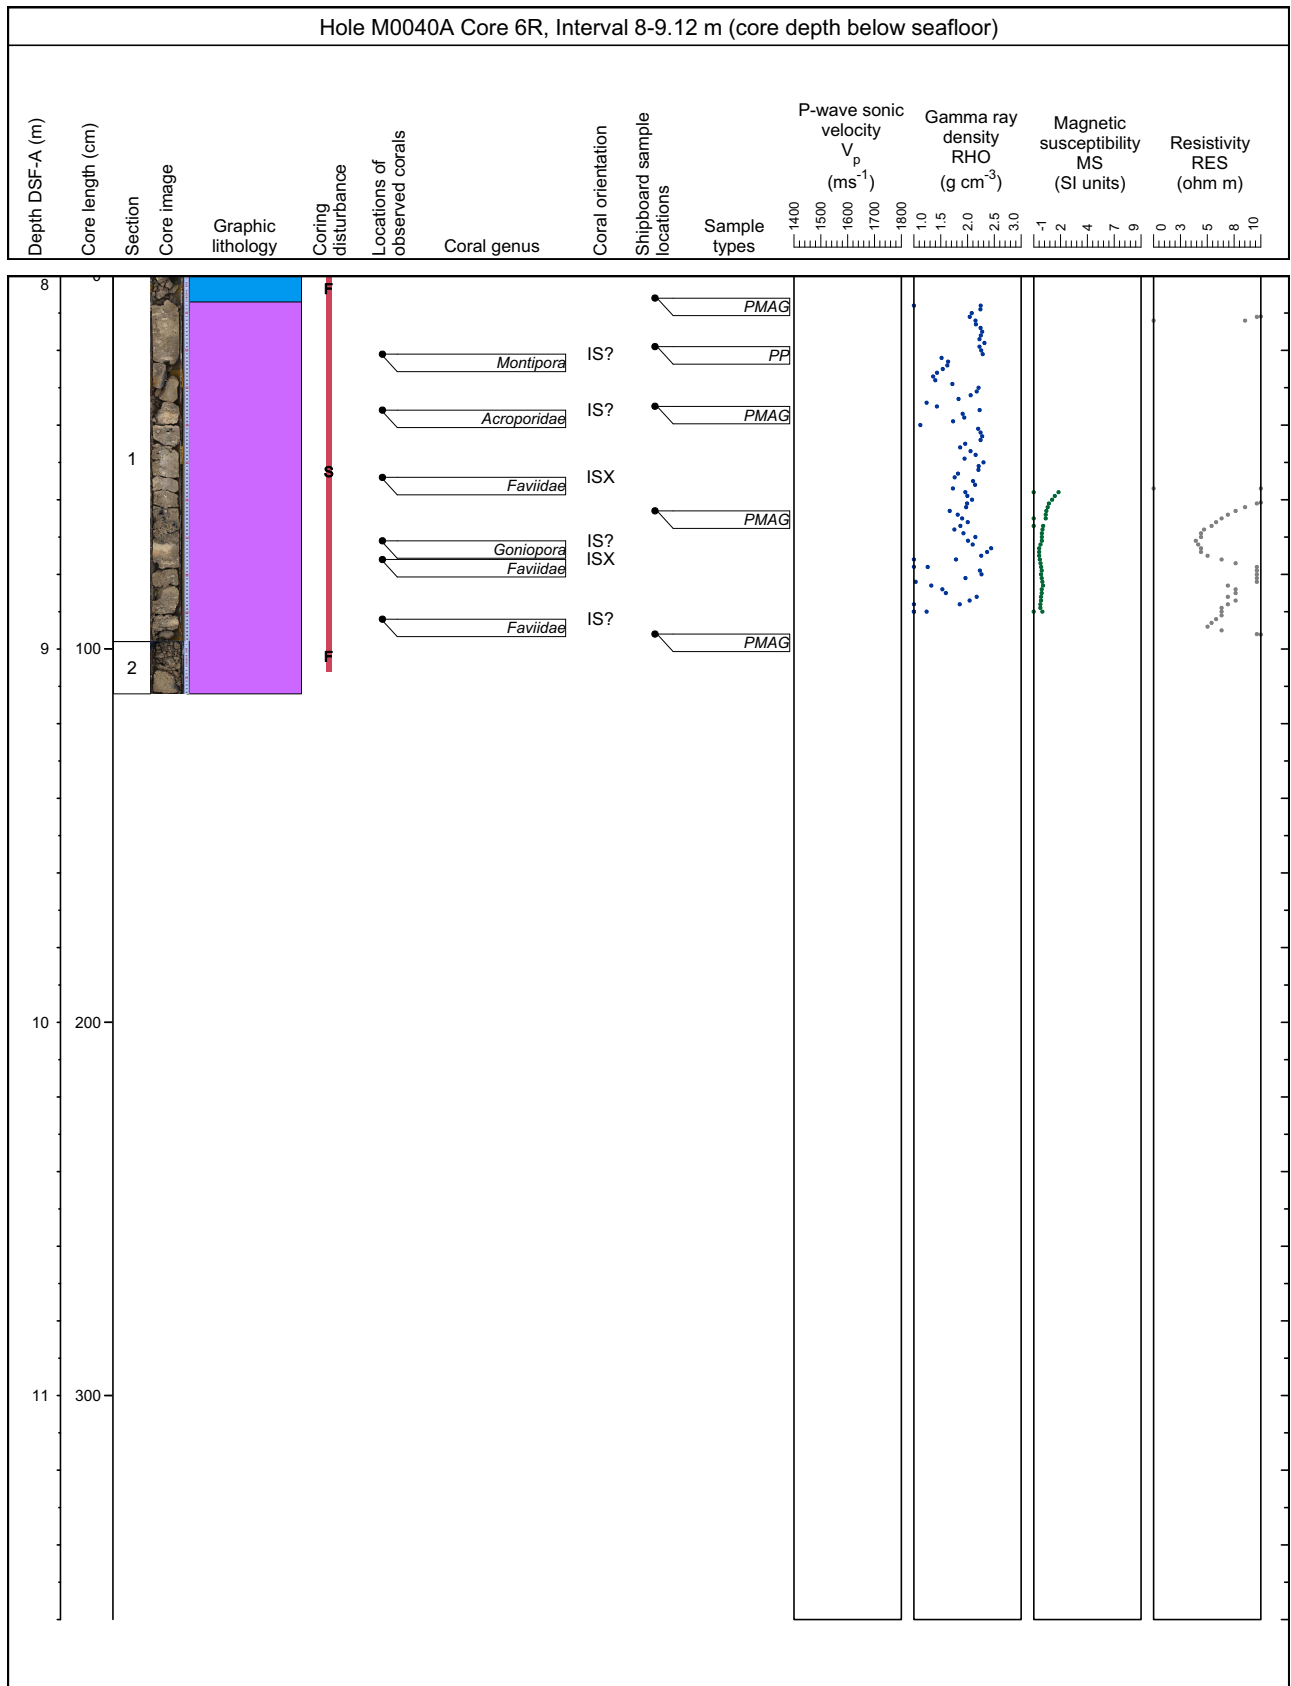 Hole M0040A Core 6R, Interval 8-9.12 m (core depth below seafloor)
Depth DSF-A (m)
Core length (cm)
Section
Core image
Graphic
lithology
Coring
disturbance
Locations of
observed corals
Coral genus
Coral orientation
Shipboard sample
locations
Sample
types
P-wave sonic
velocity
Vp
(ms-1)
Gamma ray
density
RHO
(g cm-3)
Magnetic
susceptibility
MS
(SI units)
Resistivity
RES
(ohm m)
1400 1500 1600 1700 1800
1.0 1.5 2.0 2.5 3.0
-1 2 4 7 9
0 3 5 8 10
8
F
PMAG
PP
Montipora IS?
PMAG
Acroporidae IS?
1
S
Faviidae ISX
PMAG
Goniopora IS?
Faviidae ISX
Faviidae IS?
PMAG
9 100
F
2
10 200
11 300